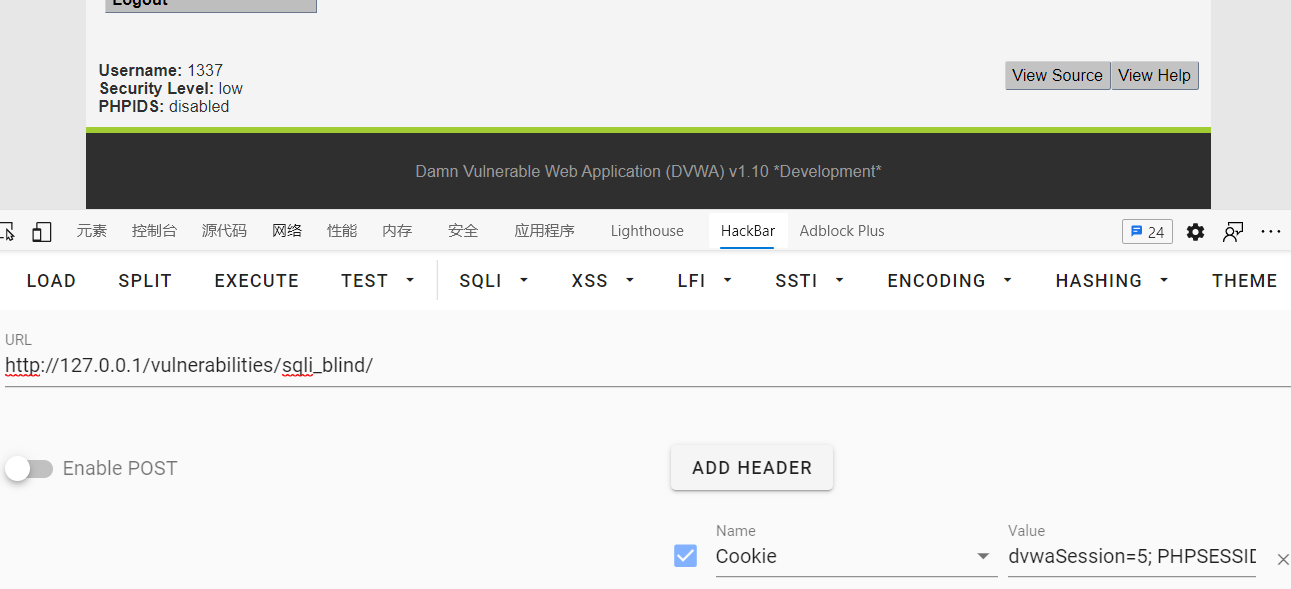 Logout
Username: 1337
Security Level: low
PHPIDS: disabled
View Source View Help
Damn Vulnerable Web Application (DVWA) v1.10 *Development*
元素 控制台 源代码 网络 性能 内存 安全 应用程序 Lighthouse HackBar Adblock Plus 24
LOAD SPLIT EXECUTE TEST SQLI XSS LFI SSTI ENCODING HASHING THEME
URL
http://127.0.0.1/vulnerabilities/sqli_blind/
Enable POST ADD HEADER
Name Value
Cookie dvwaSession=5; PHPSESSID